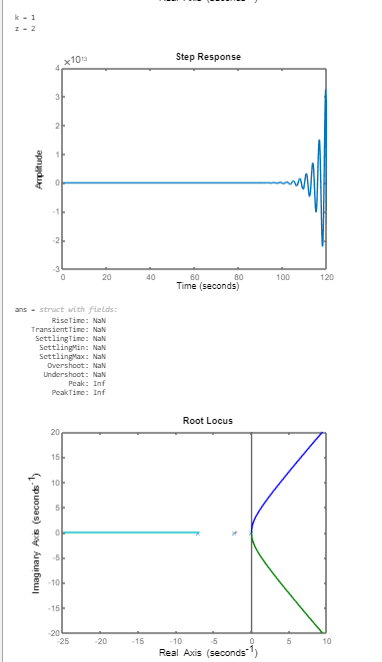 k = 1
z = 2
Step Response
×10¹³
4
3
2
1
0
-1
-2
-3
Amplitude
0 20 40 60 80 100 120
Time (seconds)
ans = struct with fields:
RiseTime: NaN
TransientTime: NaN
SettlingTime: NaN
SettlingMin: NaN
SettlingMax: NaN
Overshoot: NaN
Undershoot: NaN
Peak: Inf
PeakTime: Inf
Root Locus
20
15
10
5
0
-5
-10
-15
-20
Imaginary Axis (seconds⁻¹)
-25 -20 -15 -10 -5 0 5 10
Real Axis (seconds⁻¹)